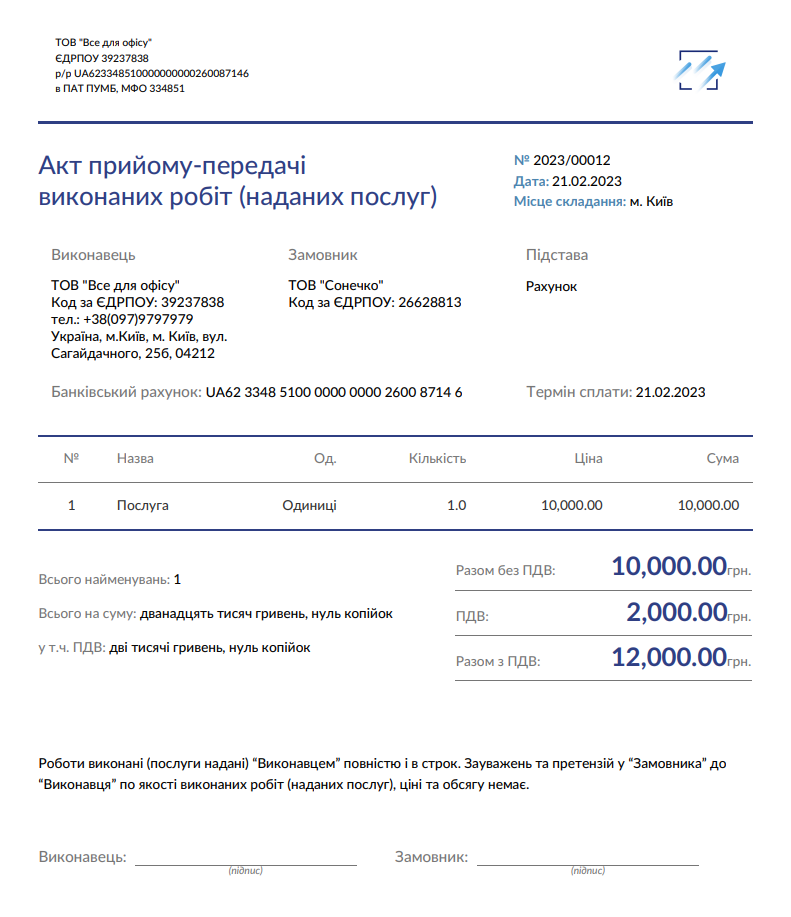 ТОВ "Все для офісу"
ЄДРПОУ 39237838
р/р UA623348510000000000260087146
в ПАТ ПУМБ, МФО 334851
Акт прийому-передачі
виконаних робіт (наданих послуг)
№ 2023/00012
Дата: 21.02.2023
Місце складання: м. Київ
Виконавець
ТОВ "Все для офісу"
Код за ЄДРПОУ: 39237838
тел.: +38(097)9797979
Україна, м.Київ, м. Київ, вул.
Сагайдачного, 25б, 04212
Замовник
ТОВ "Сонечко"
Код за ЄДРПОУ: 26628813
Підстава
Рахунок
Банківський рахунок: UA62 3348 5100 0000 0000 2600 8714 6
Термін сплати: 21.02.2023
№ Назва Од. Кількість Ціна Сума
1 Послуга Одиниці 1.0 10,000.00 10,000.00
Всього найменувань: 1
Всього на суму: дванадцять тисяч гривень, нуль копійок
у т.ч. ПДВ: дві тисячі гривень, нуль копійок
Разом без ПДВ: 10,000.00грн.
ПДВ: 2,000.00грн.
Разом з ПДВ: 12,000.00грн.
Роботи виконані (послуги надані) “Виконавцем” повністю і в строк. Зауважень та претензій у “Замовника” до
“Виконавця” по якості виконаних робіт (наданих послуг), ціні та обсягу немає.
Виконавець: Замовник:
(підпис) (підпис)